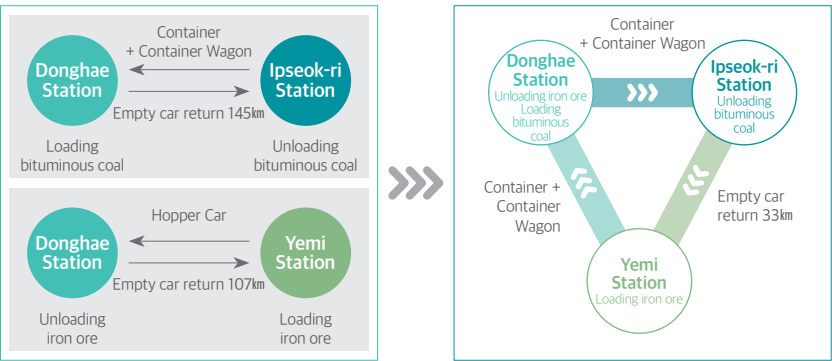 Container
+ Container Wagon
Donghae
Station
Ipseok-ri
Station
Empty car return 145㎞
Loading
bituminous coal
Unloading
bituminous coal
Hopper Car
Donghae
Station
Yemi
Station
Empty car return 107㎞
Unloading
iron ore
Loading
iron ore
Container
+ Container Wagon
Donghae
Station
Unloading iron ore
Loading
bituminous
coal
Ipseok-ri
Station
Unloading
bituminous
coal
Container +
Container
Wagon
Empty car
return 33㎞
Yemi
Station
Loading iron ore